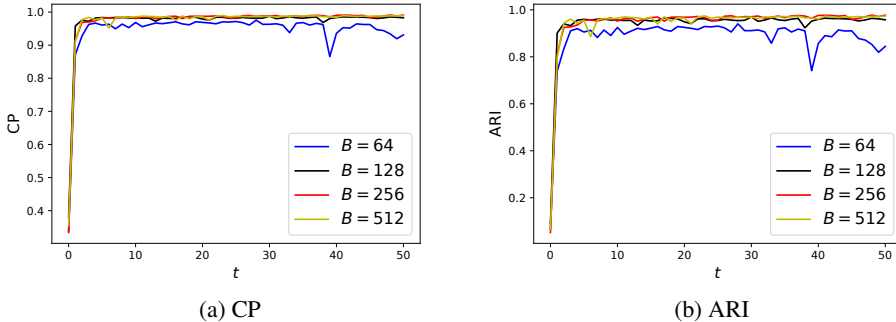 1.0
0.9
0.8
0.7
0.6
0.5
0.4
CP
0 10 20 30 40 50
t
B = 64
B = 128
B = 256
B = 512
(a) CP
1.0
0.8
0.6
0.4
0.2
ARI
0 10 20 30 40 50
t
B = 64
B = 128
B = 256
B = 512
(b) ARI